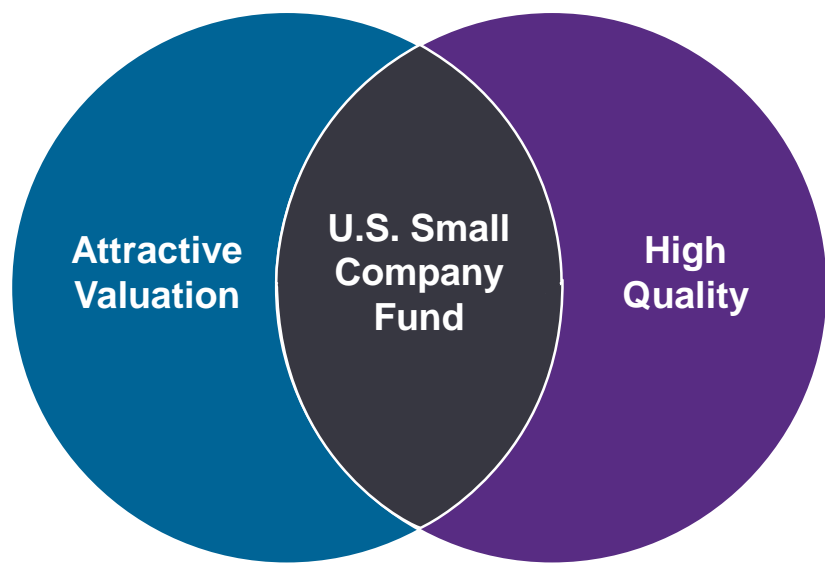 Attractive
Valuation
U.S. Small
Company
Fund
High
Quality